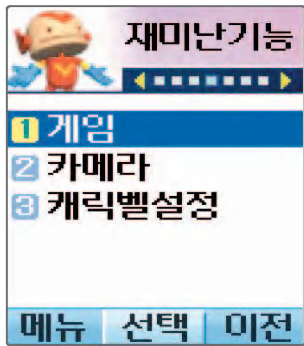 재미난기능
1 게임
2 카메라
3 캐릭벨설정
메뉴 선택 이전